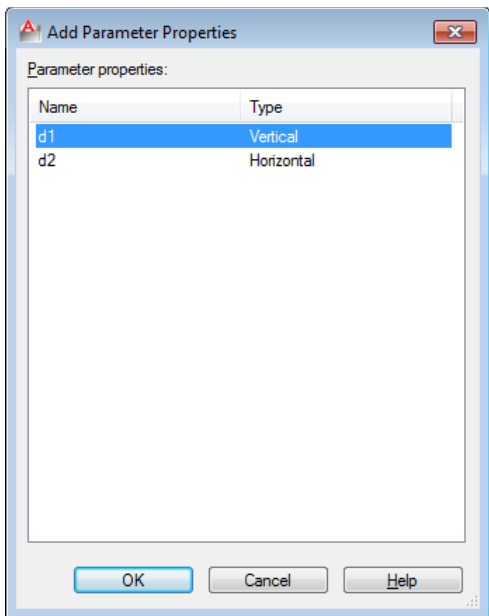 Add Parameter Properties
Parameter properties:
Name Type
d1 Vertical
d2 Horizontal
OK Cancel Help